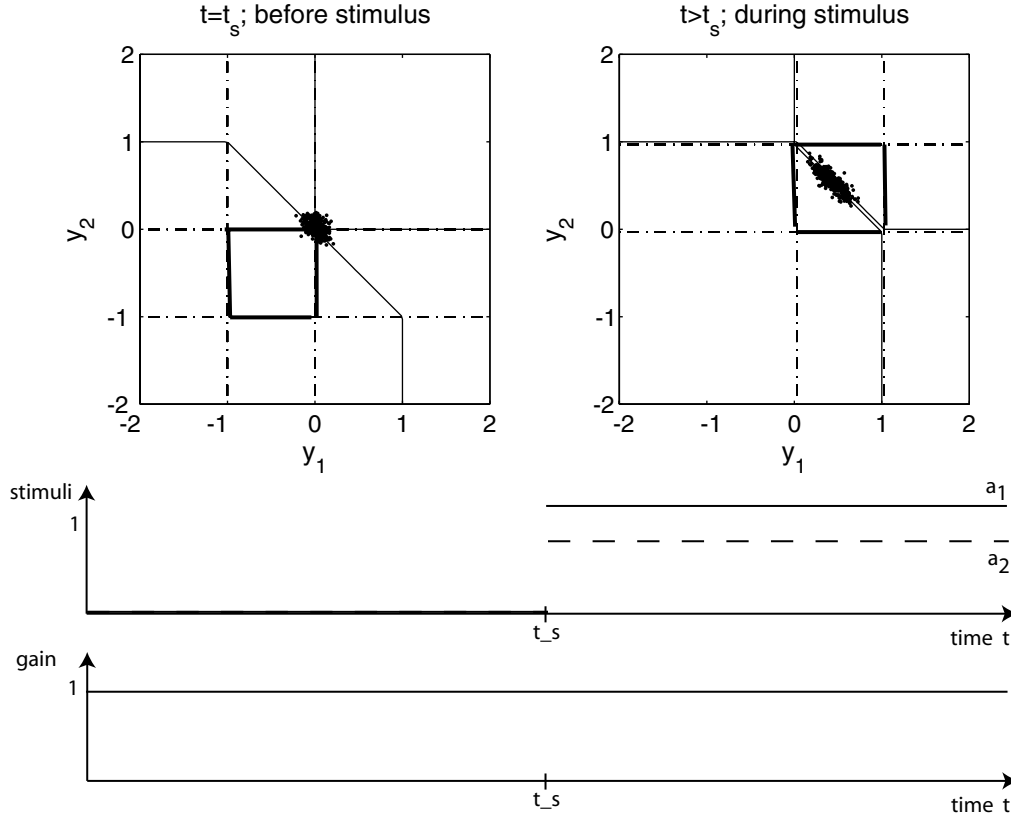 t=t_s; before stimulus
t>t_s; during stimulus
2
1
0
-1
-2
y_2
-2
-1
0
1
2
y_1
2
1
0
-1
-2
y_2
-2
-1
0
1
2
y_1
stimuli
1
a_1
a_2
t_s
time t
gain
1
t_s
time t